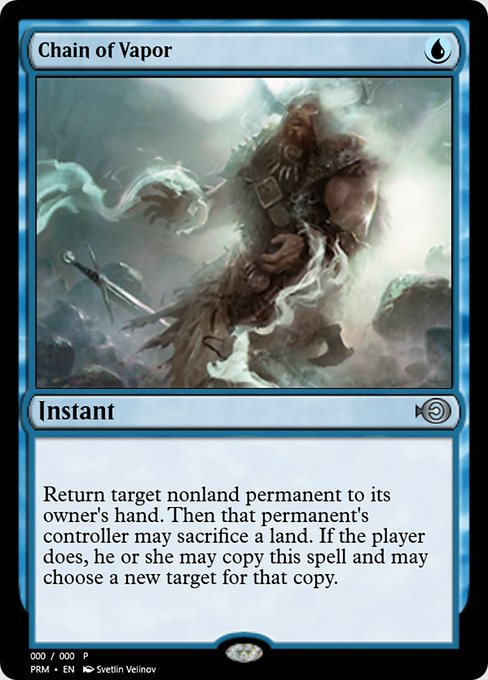 Chain of Vapor
Instant
Return target nonland permanent to its
owner's hand. Then that permanent's
controller may sacrifice a land. If the player
does, he or she may copy this spell and may
choose a new target for that copy.
000 / 000 P
PRM • EN Svetlin Velinov